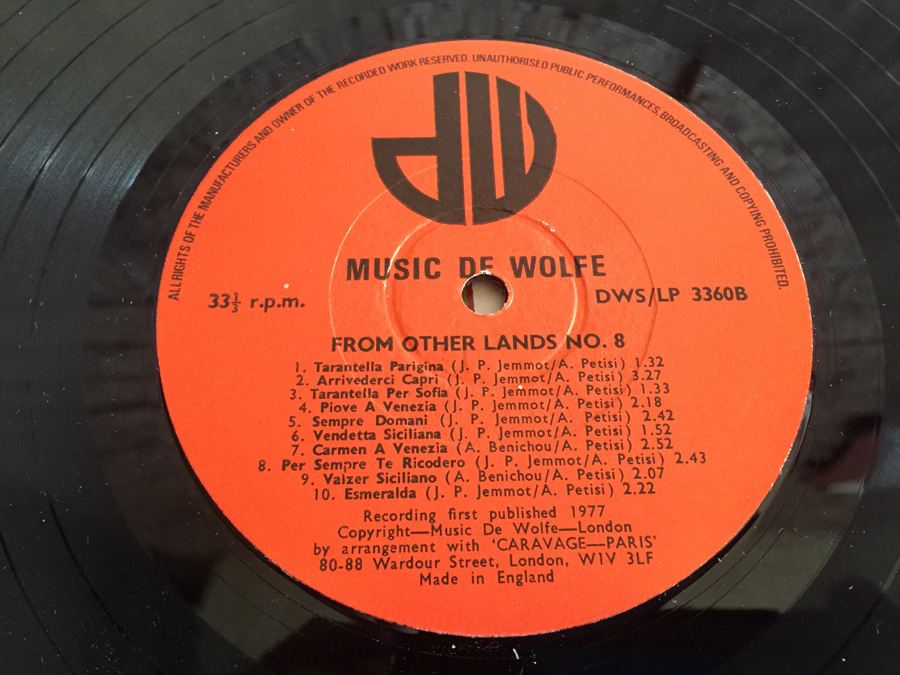 ALL RIGHTS OF THE MANUFACTURERS AND OWNER OF THE RECORDED WORK RESERVED. UNAUTHORISED PUBLIC PERFORMANCES, BROADCASTING AND COPYING PROHIBITED.
dw
MUSIC DE WOLFE
33⅓ r.p.m.
DWS/LP 3360B
FROM OTHER LANDS NO. 8
1. Tarantella Parigina (J. P. Jemmot/A. Petisi) 1.32
2. Arrivederci Capri (J. P. Jemmot/A. Petisi) 3.27
3. Tarantella Per Sofia (J. P. Jemmot/A. Petisi) 1.33
4. Piove A Venezia (J. P. Jemmot/A. Petisi) 2.18
5. Sempre Domani (J. P. Jemmot/A. Petisi) 2.42
6. Vendetta Siciliana (J. P. Jemmot/A. Petisi) 1.52
7. Carmen A Venezia (A. Benichou/A. Petisi) 2.52
8. Per Sempre Te Ricodero (J. P. Jemmot/A. Petisi) 2.43
9. Valzer Siciliano (A. Benichou/A. Petisi) 2.07
10. Esmeralda (J. P. Jemmot/A. Petisi) 2.22
Recording first published 1977
Copyright—Music De Wolfe—London
by arrangement with 'CARAVAGE—PARIS'
80-88 Wardour Street, London, W1V 3LF
Made in England